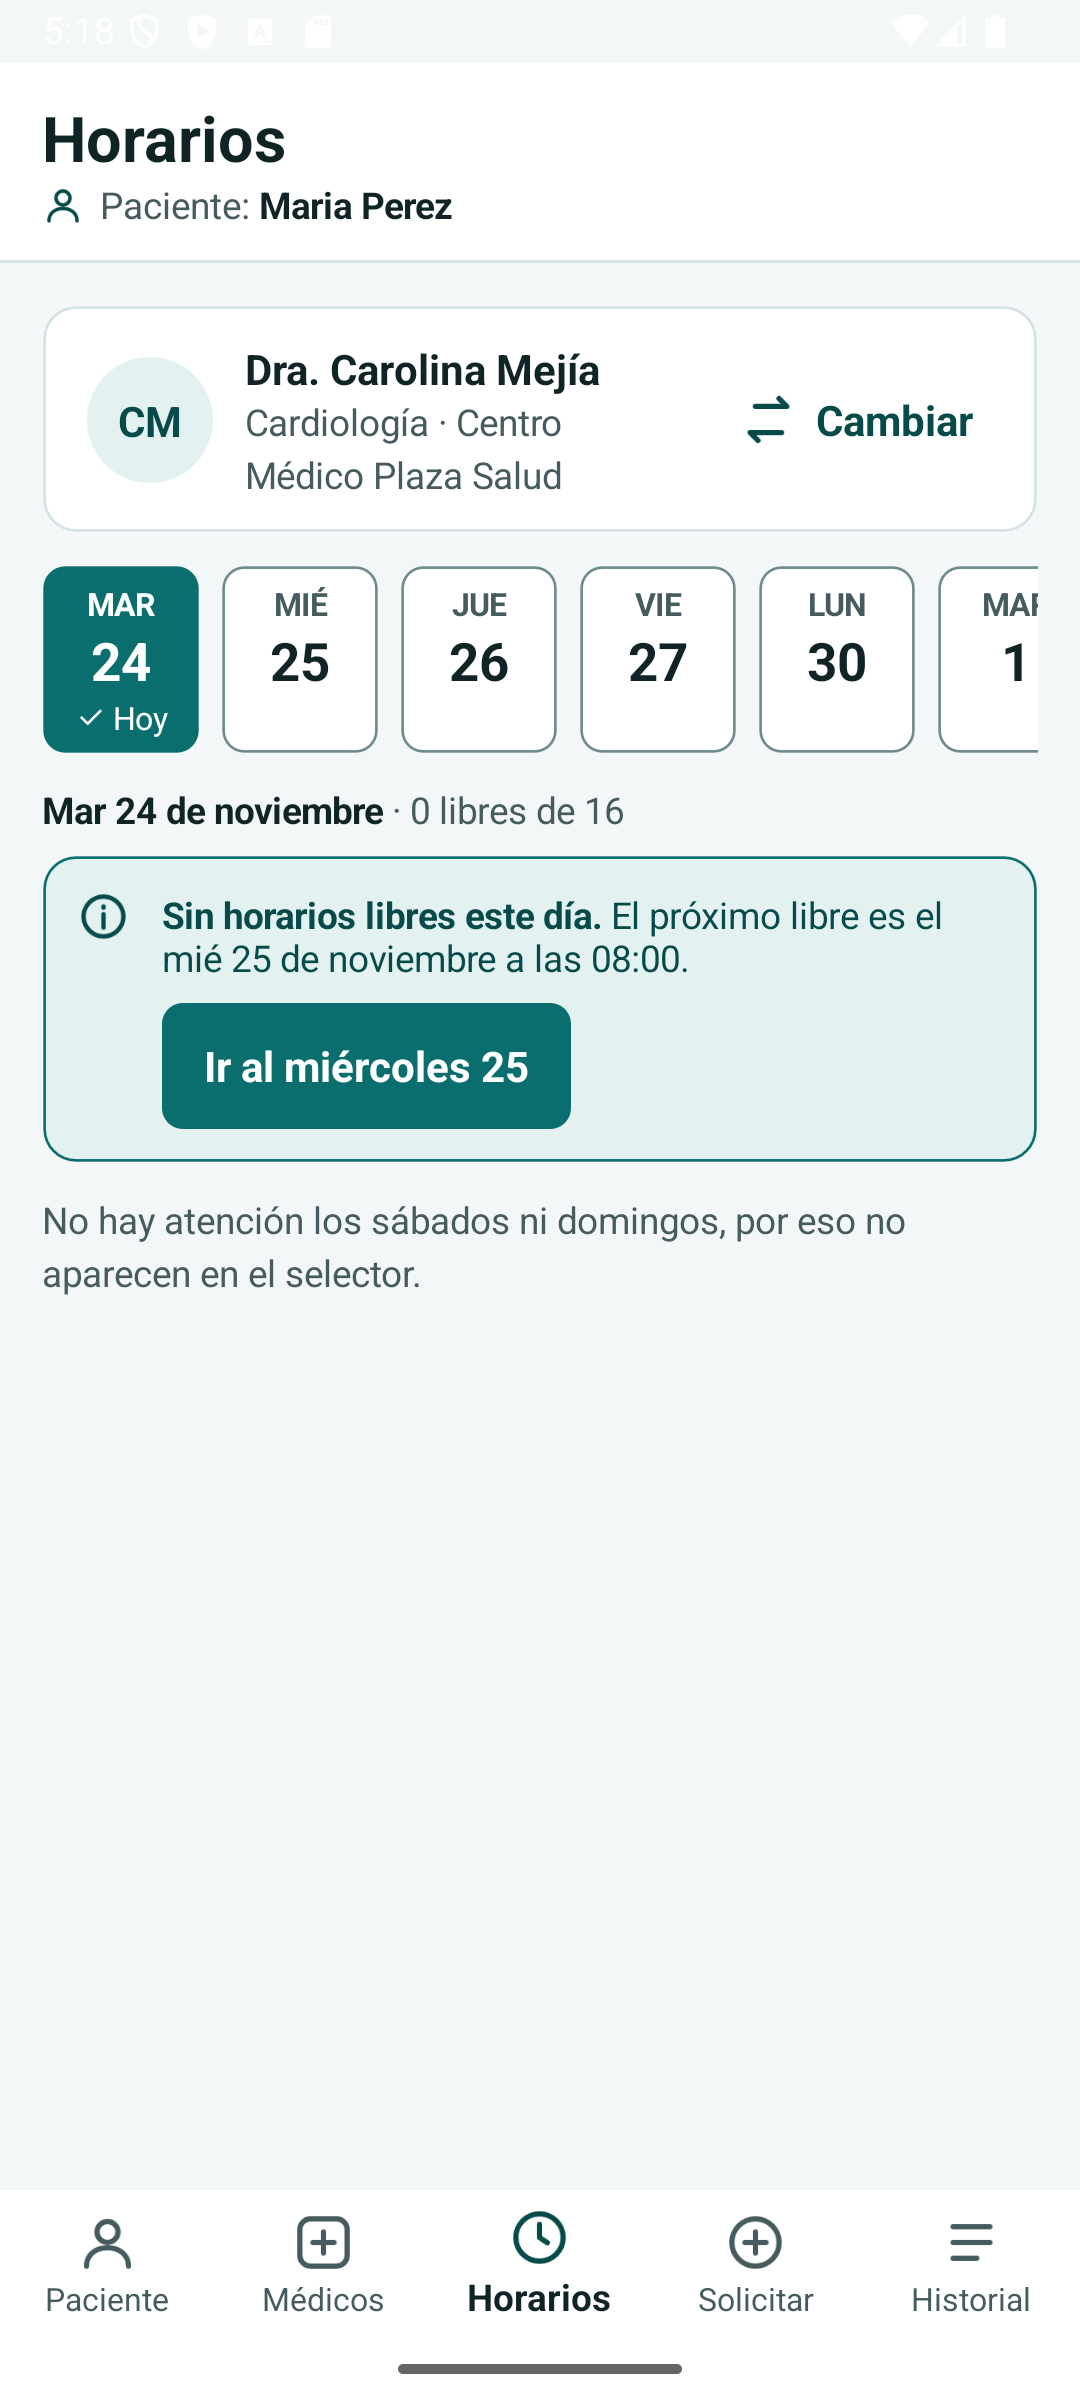 5:18
Horarios
Paciente: Maria Perez
CM
Dra. Carolina Mejía
Cardiología · Centro
Médico Plaza Salud
Cambiar
MAR
24
Hoy
MIÉ
25
JUE
26
VIE
27
LUN
30
MAR
1
Mar 24 de noviembre · 0 libres de 16
Sin horarios libres este día. El próximo libre es el
mié 25 de noviembre a las 08:00.
Ir al miércoles 25
No hay atención los sábados ni domingos, por eso no
aparecen en el selector.
Paciente
Médicos
Horarios
Solicitar
Historial